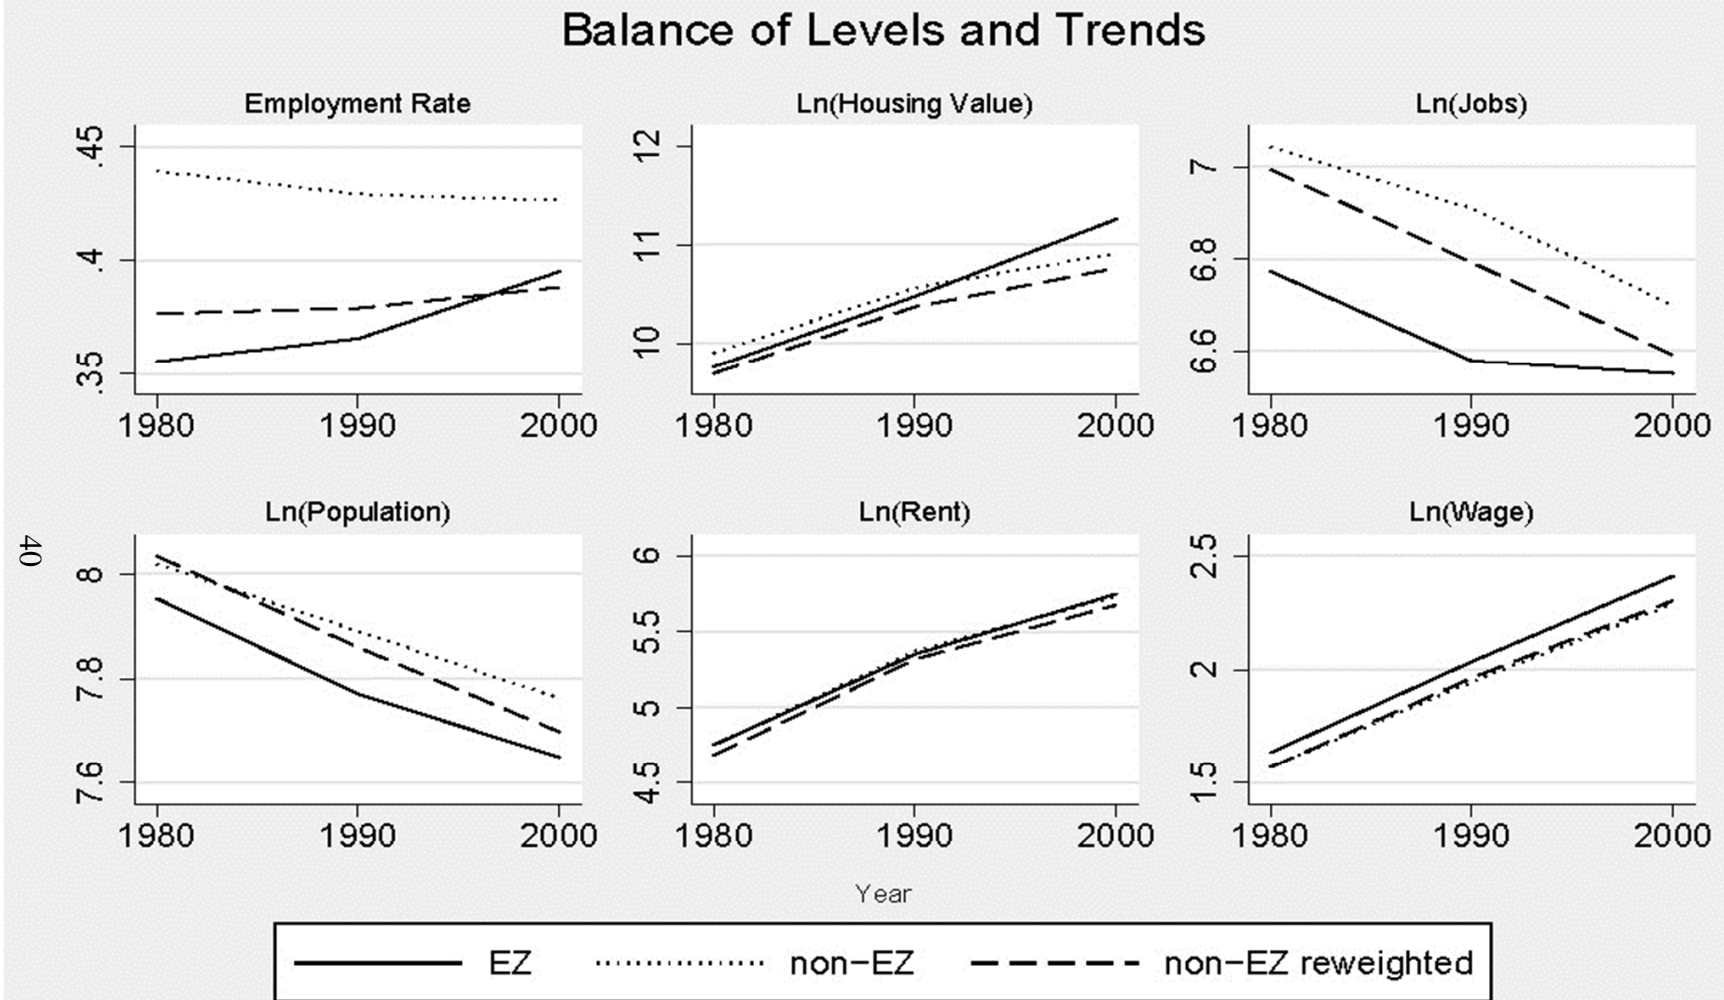 Balance of Levels and Trends
Employment Rate
.45
.4
.35
1980 1990 2000
Ln(Housing Value)
12
11
10
1980 1990 2000
Ln(Jobs)
7
6.8
6.6
1980 1990 2000
Ln(Population)
8
7.8
7.6
1980 1990 2000
Ln(Rent)
6
5.5
5
4.5
1980 1990 2000
Ln(Wage)
2.5
2
1.5
1980 1990 2000
40
Year
EZ non-EZ non-EZ reweighted